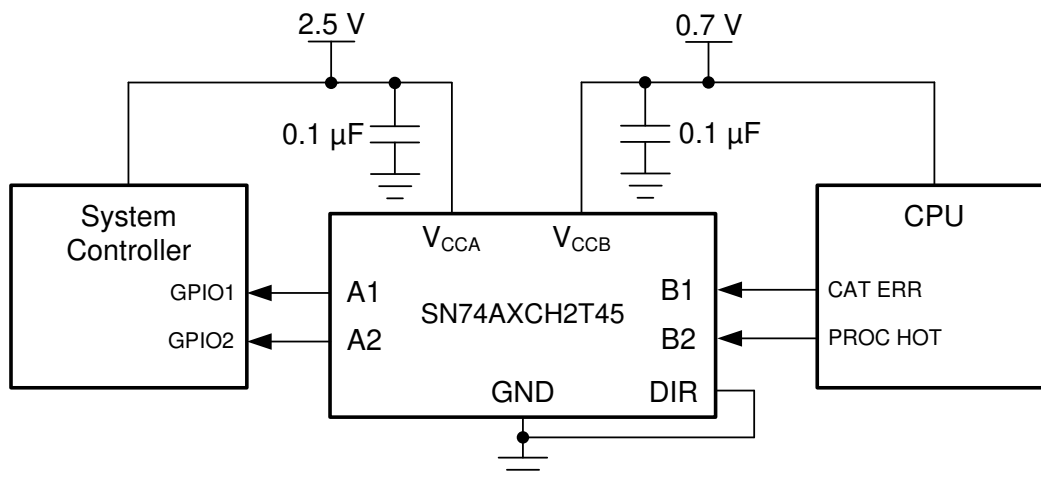 2.5 V
0.7 V
0.1 µF
0.1 µF
System
Controller
CPU
VCCA
VCCB
GPIO1
A1
SN74AXCH2T45
B1
CAT ERR
GPIO2
A2
B2
PROC HOT
GND
DIR